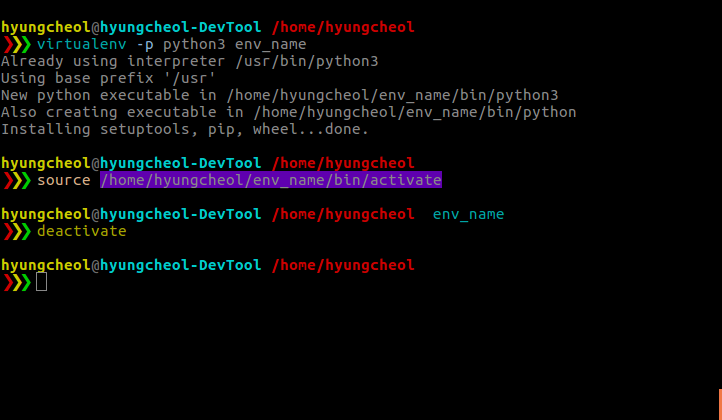 hyungcheol@hyungcheol-DevTool /home/hyungcheol
❯❯❯ virtualenv -p python3 env_name
Already using interpreter /usr/bin/python3
Using base prefix '/usr'
New python executable in /home/hyungcheol/env_name/bin/python3
Also creating executable in /home/hyungcheol/env_name/bin/python
Installing setuptools, pip, wheel...done.
hyungcheol@hyungcheol-DevTool /home/hyungcheol
❯❯❯ source /home/hyungcheol/env_name/bin/activate
hyungcheol@hyungcheol-DevTool /home/hyungcheol  env_name
❯❯❯ deactivate
hyungcheol@hyungcheol-DevTool /home/hyungcheol
❯❯❯